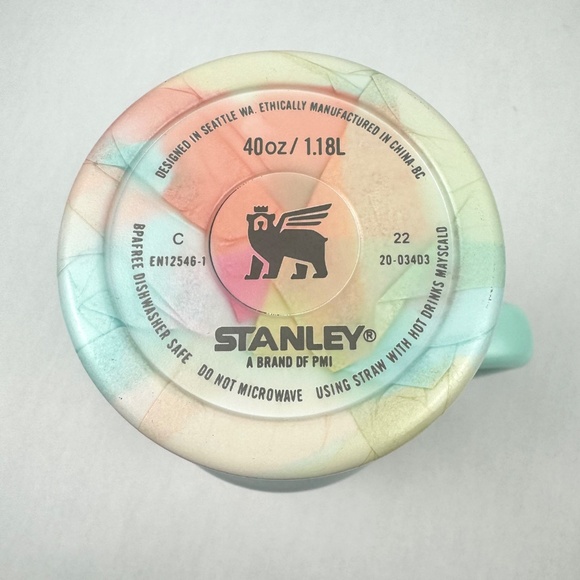 DESIGNED IN SEATTLE WA. ETHICALLY MANUFACTURED IN CHINA-BC
40oz / 1.18L
C
EN12546-1
22
20-03403
STANLEY®
A BRAND OF PMI
BPAFREE DISHWASHER SAFE DO NOT MICROWAVE USING STRAW WITH HOT DRINKS MAYSCALD